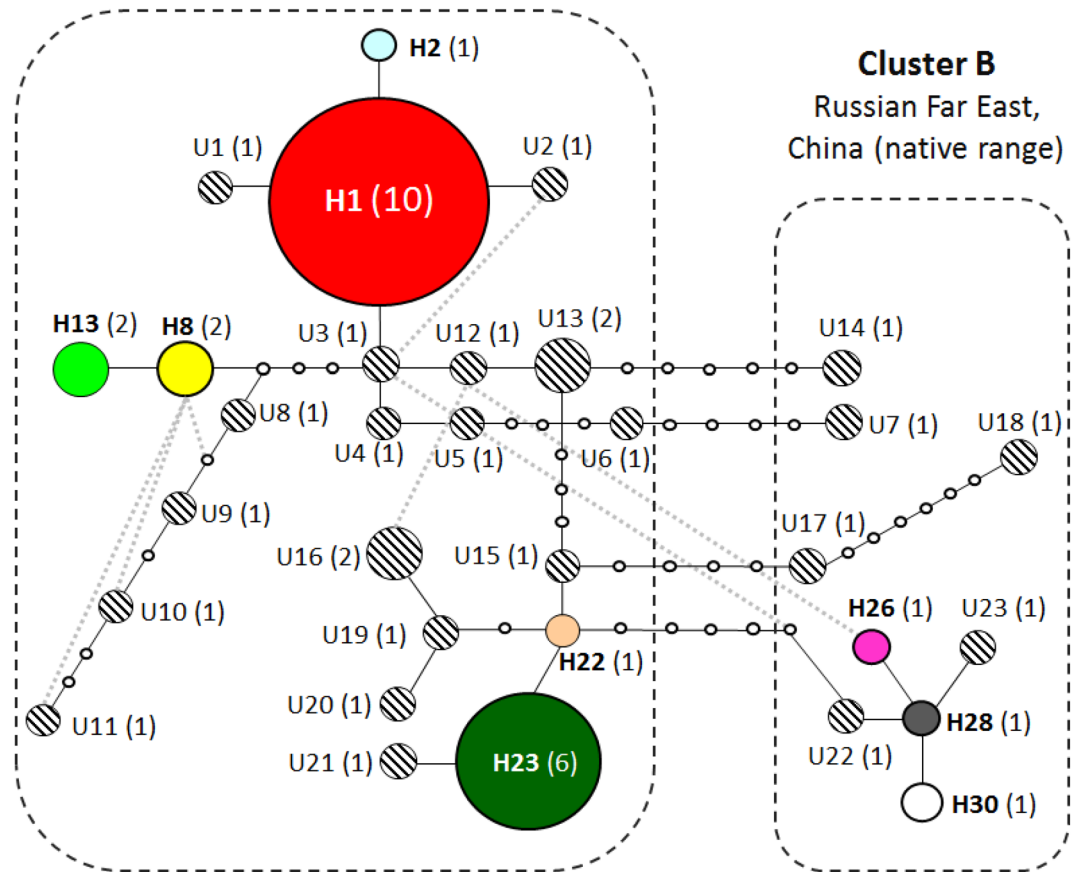 H2 (1)
Cluster B
Russian Far East,
China (native range)
U1 (1)
U2 (1)
H1 (10)
H13 (2)
H8 (2)
U3 (1)
U12 (1)
U13 (2)
U14 (1)
U8 (1)
U4 (1)
U5 (1)
U6 (1)
U7 (1)
U18 (1)
U9 (1)
U17 (1)
U16 (2)
U15 (1)
U10 (1)
U19 (1)
H26 (1)
U23 (1)
H22 (1)
U20 (1)
U11 (1)
H28 (1)
U21 (1)
H23 (6)
U22 (1)
H30 (1)